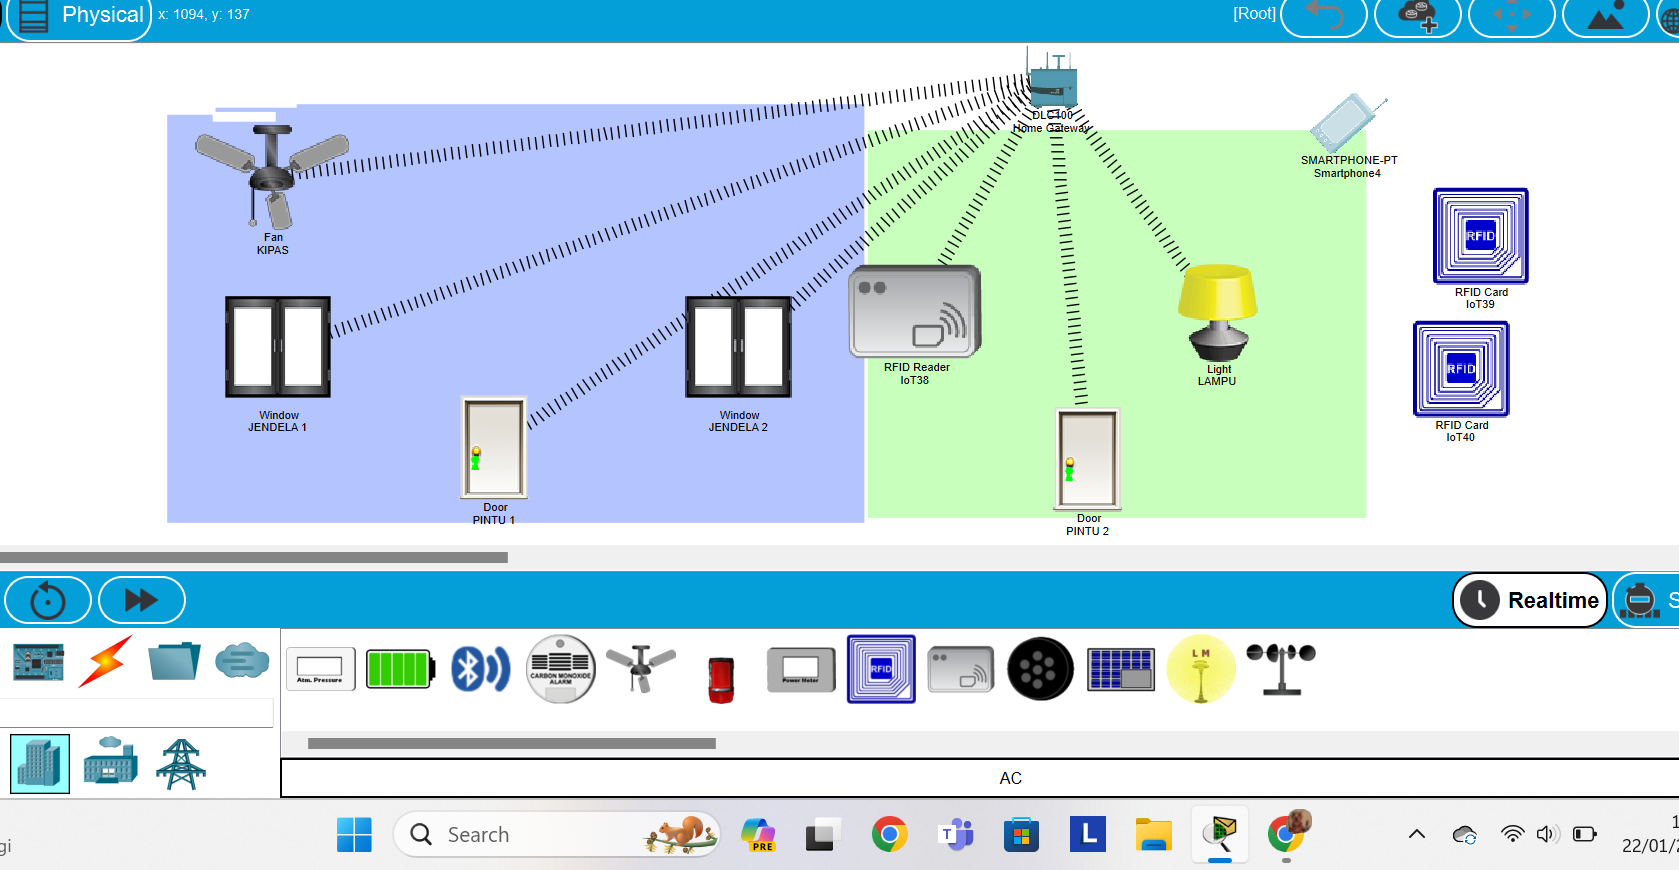 Physical
x: 1094, y: 137
[Root]
DLC100
Home Gateway
SMARTPHONE-PT
Smartphone4
RFID
RFID Card
IoT39
Fan
KIPAS
RFID
RFID Card
IoT40
RFID Reader
IoT38
Light
LAMPU
Window
JENDELA 1
Window
JENDELA 2
Door
PINTU 1
Door
PINTU 2
Realtime
S
Atm. Pressure
CARBON MONOXIDE
ALARM
Power Meter
RFID
L M
AC
Search
PRE
T
L
gi
1
22/01/2